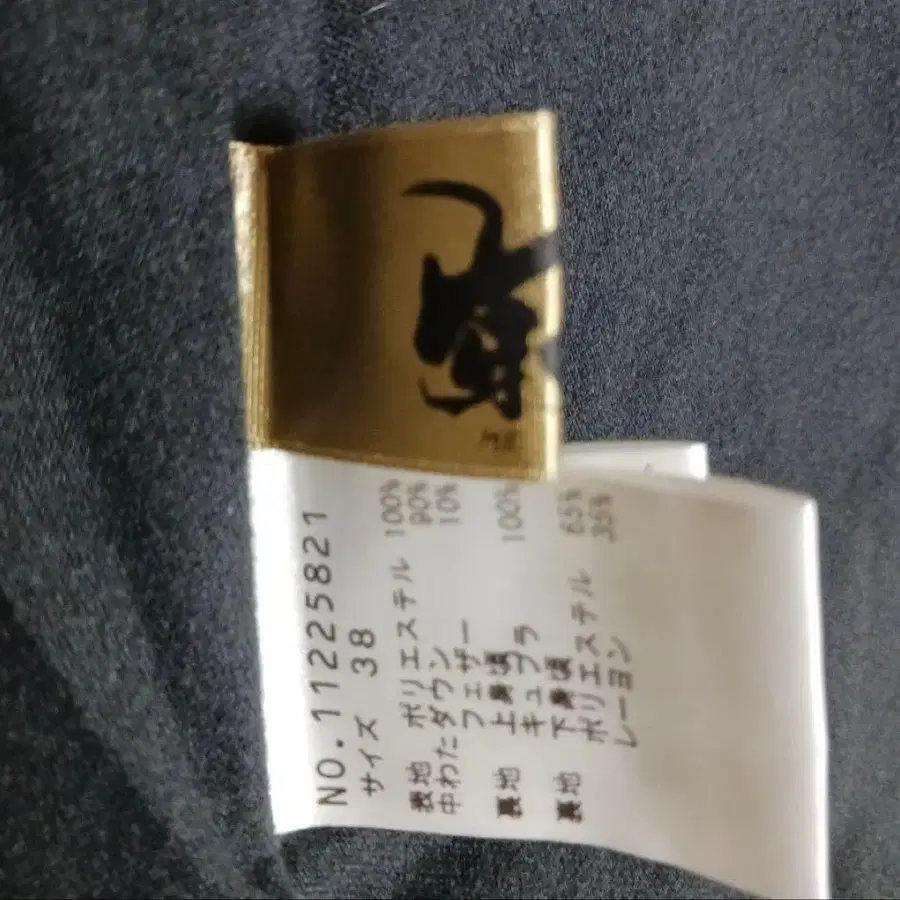 NO.11225821
サイズ 38
表地 ポリエステル 100%
中わた ダウン 90%
フェザー 10%
裏地 上身頃
キュプラ 100%
裏地 下身頃
ポリエステル 65%
レーヨン 35%